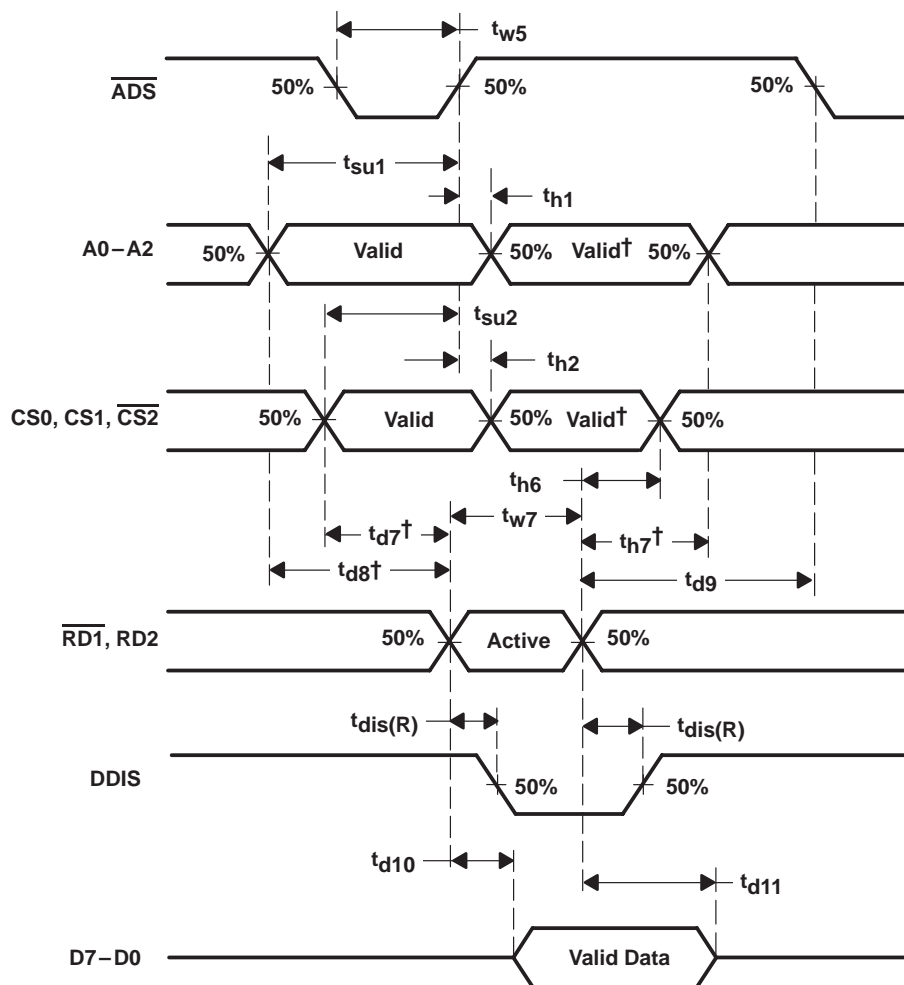 tw5
ADS 50% 50% 50%
tsu1
th1
A0–A2 50% Valid 50% Valid† 50%
tsu2
th2
CS0, CS1, CS2 50% Valid 50% Valid† 50%
th6
tw7
td7† th7†
td8† td9
RD1, RD2 50% Active 50%
tdis(R) tdis(R)
DDIS 50% 50%
td10 td11
D7–D0 Valid Data